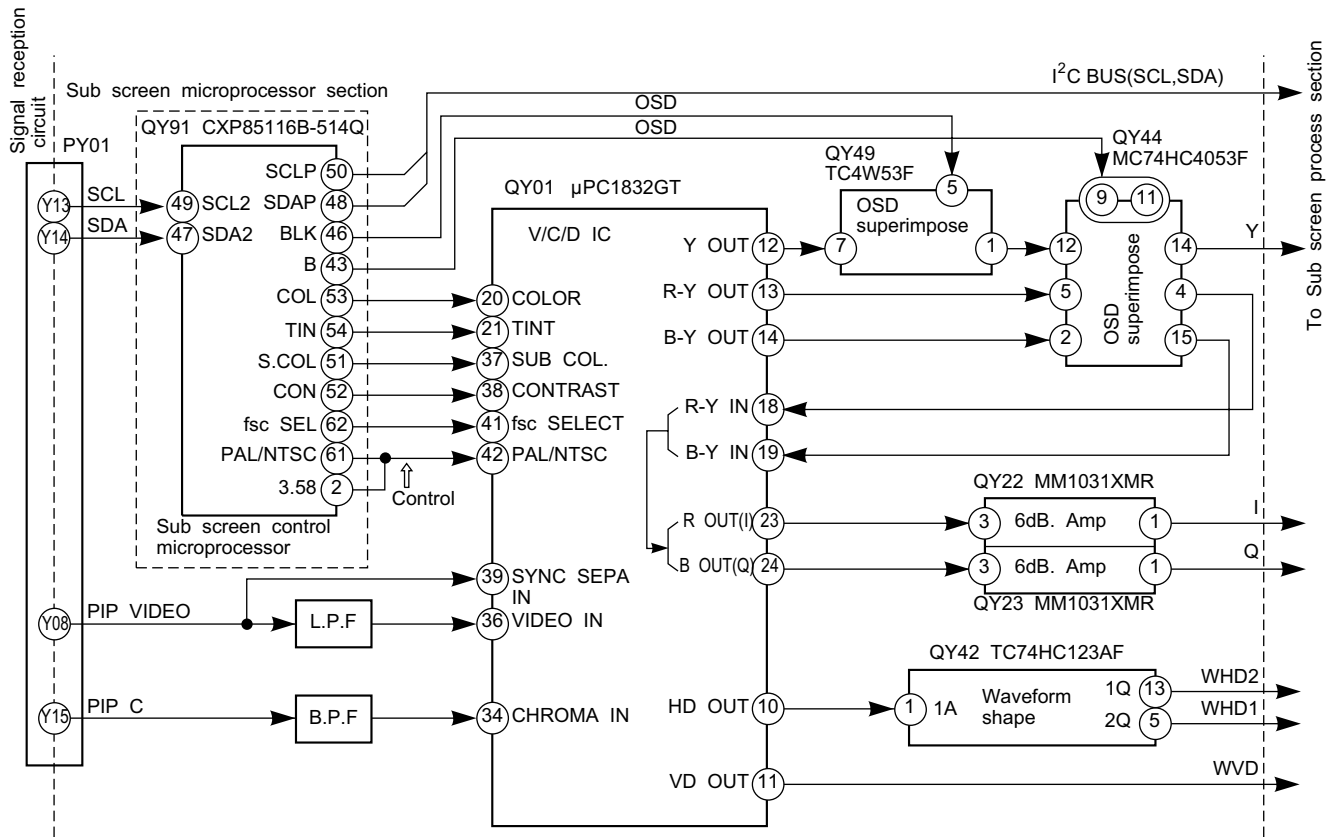 Signal reception
circuit
PY01
Y13
SCL
Y14
SDA
Y08
PIP VIDEO
Y15
PIP C
Sub screen microprocessor section
QY91 CXP85116B-514Q
49 SCL2
47 SDA2
SCLP 50
SDAP 48
BLK 46
B 43
COL 53
TIN 54
S.COL 51
CON 52
fsc SEL 62
PAL/NTSC 61
3.58 2
Control
Sub screen control
microprocessor
L.P.F
B.P.F
QY01 µPC1832GT
V/C/D IC
20 COLOR
21 TINT
37 SUB COL.
38 CONTRAST
41 fsc SELECT
42 PAL/NTSC
39 SYNC SEPA
IN
36 VIDEO IN
34 CHROMA IN
Y OUT 12
R-Y OUT 13
B-Y OUT 14
R-Y IN 18
B-Y IN 19
R OUT(I) 23
B OUT(Q) 24
HD OUT 10
VD OUT 11
I2C BUS(SCL,SDA)
OSD
OSD
QY49
TC4W53F
5
OSD
superimpose
7
1
QY44
MC74HC4053F
9 11
12 14
5 4
2 15
OSD
superimpose
Y
QY22 MM1031XMR
3 6dB. Amp 1
I
3 6dB. Amp 1
Q
QY23 MM1031XMR
QY42 TC74HC123AF
1 1A
Waveform
shape
1Q 13
WHD2
2Q 5
WHD1
WVD
To Sub screen process section